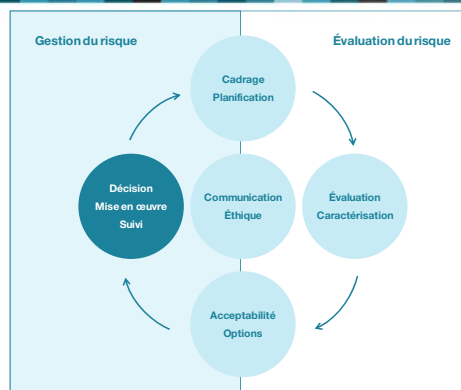 Gestion du risque
Évaluation du risque
Cadrage
Planification
Décision
Mise en œuvre
Suivi
Communication
Éthique
Évaluation
Caractérisation
Acceptabilité
Options